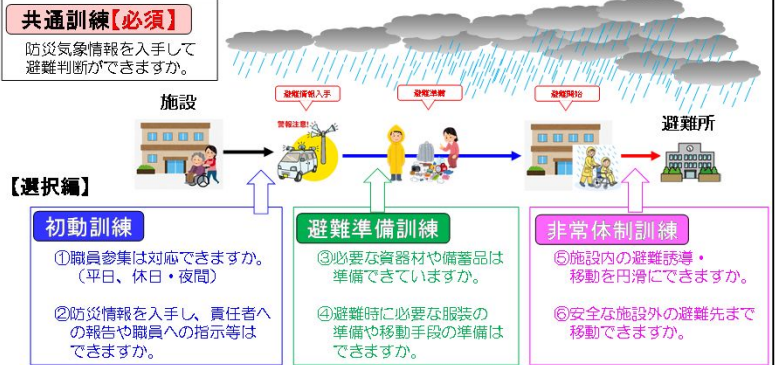 共通訓練【必須】
防災気象情報を入手して
避難判断ができますか。
施設
避難情報入手
警報注意!
避難準備
避難開始
避難所
【選択編】
初動訓練
①職員参集は対応できますか。
(平日、休日・夜間)
②防災情報を入手し、責任者へ
の報告や職員への指示等は
できますか。
避難準備訓練
③必要な資器材や備蓄品は
準備できていますか。
④避難時に必要な服装の
準備や移動手段の準備は
できますか。
非常体制訓練
⑤施設内の避難誘導・
移動を円滑にできますか。
⑥安全な施設外の避難先まで
移動できますか。